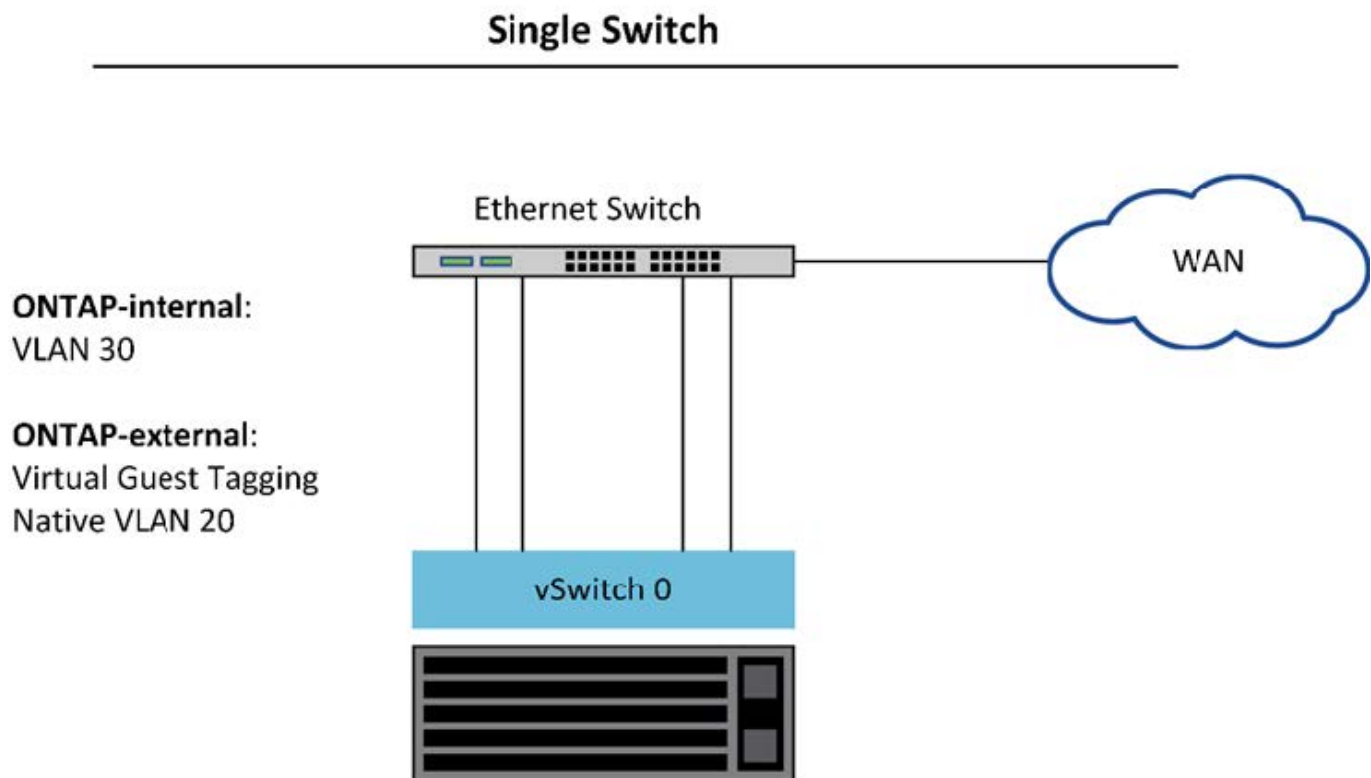 Single Switch
Ethernet Switch
WAN
ONTAP-internal:
VLAN 30
ONTAP-external:
Virtual Guest Tagging
Native VLAN 20
vSwitch 0